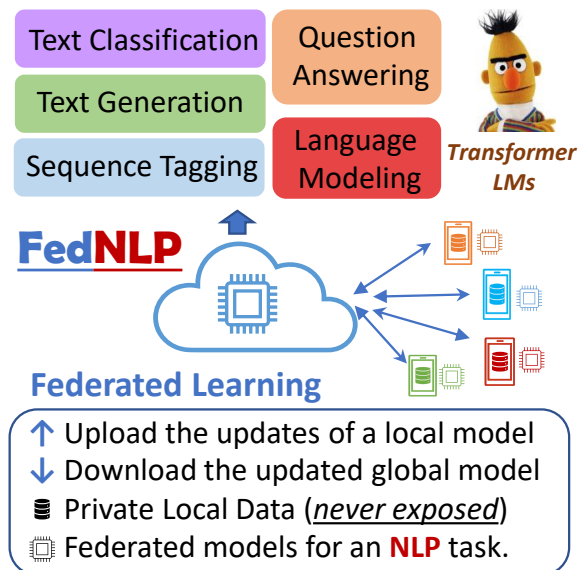 Text Classification
Text Generation
Sequence Tagging
Question
Answering
Language
Modeling
Transformer
LMs
FedNLP
Federated Learning
↑ Upload the updates of a local model
↓ Download the updated global model
Private Local Data (never exposed)
Federated models for an NLP task.